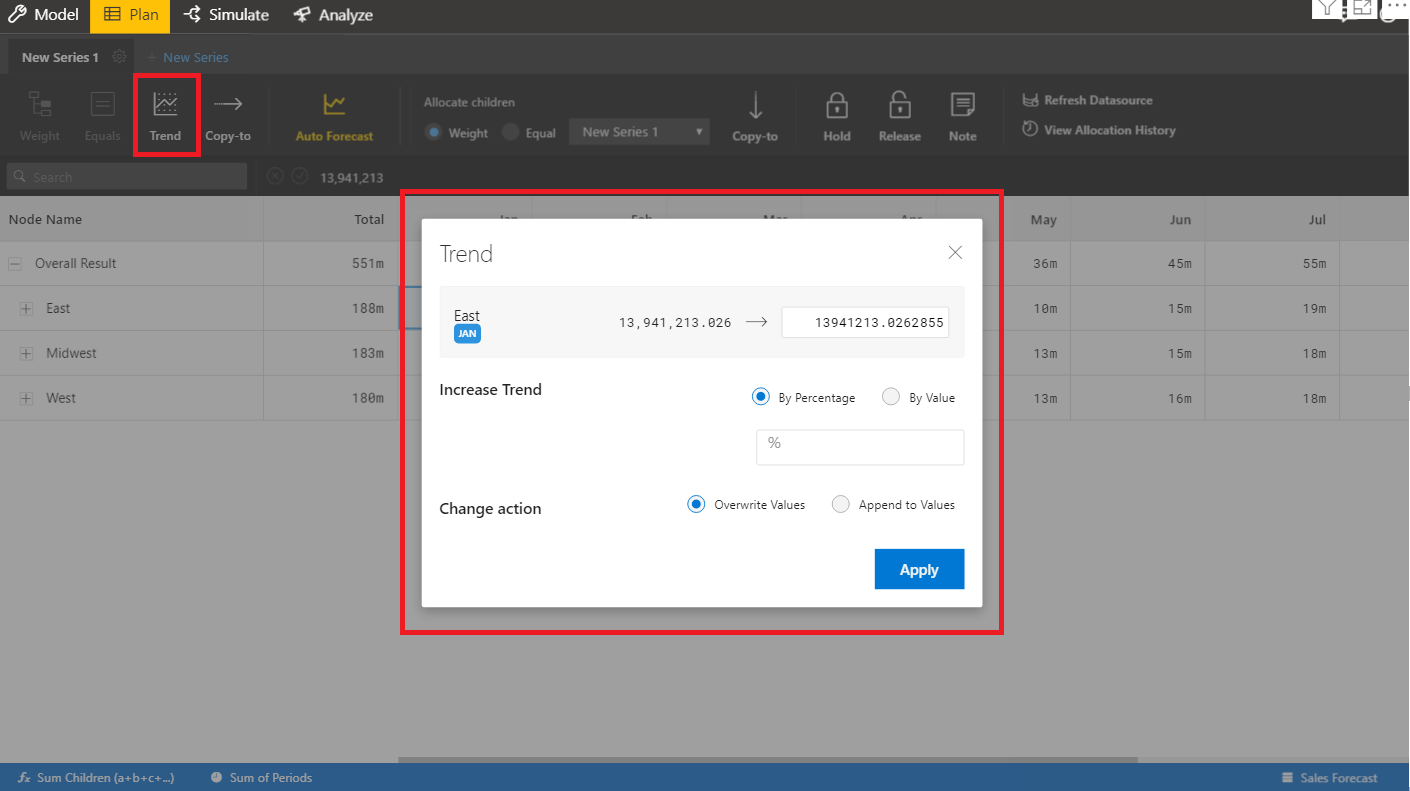 Model Plan Simulate Analyze
New Series 1 + New Series
Weight Equals Trend Copy-to Auto Forecast Allocate children Weight Equal New Series 1 Copy-to Hold Release Note Refresh Datasource
View Allocation History
Search 13,941,213
Node Name Total Jan Feb Mar Apr May Jun Jul
Overall Result 551m 36m 45m 55m
East 188m 10m 15m 19m
Midwest 183m 13m 15m 18m
West 180m 13m 16m 18m
Trend
East 13,941,213.026 → 13941213.0262855
JAN
Increase Trend By Percentage By Value
%
Change action Overwrite Values Append to Values
Apply
fx Sum Children (a+b+c+...) Sum of Periods Sales Forecast